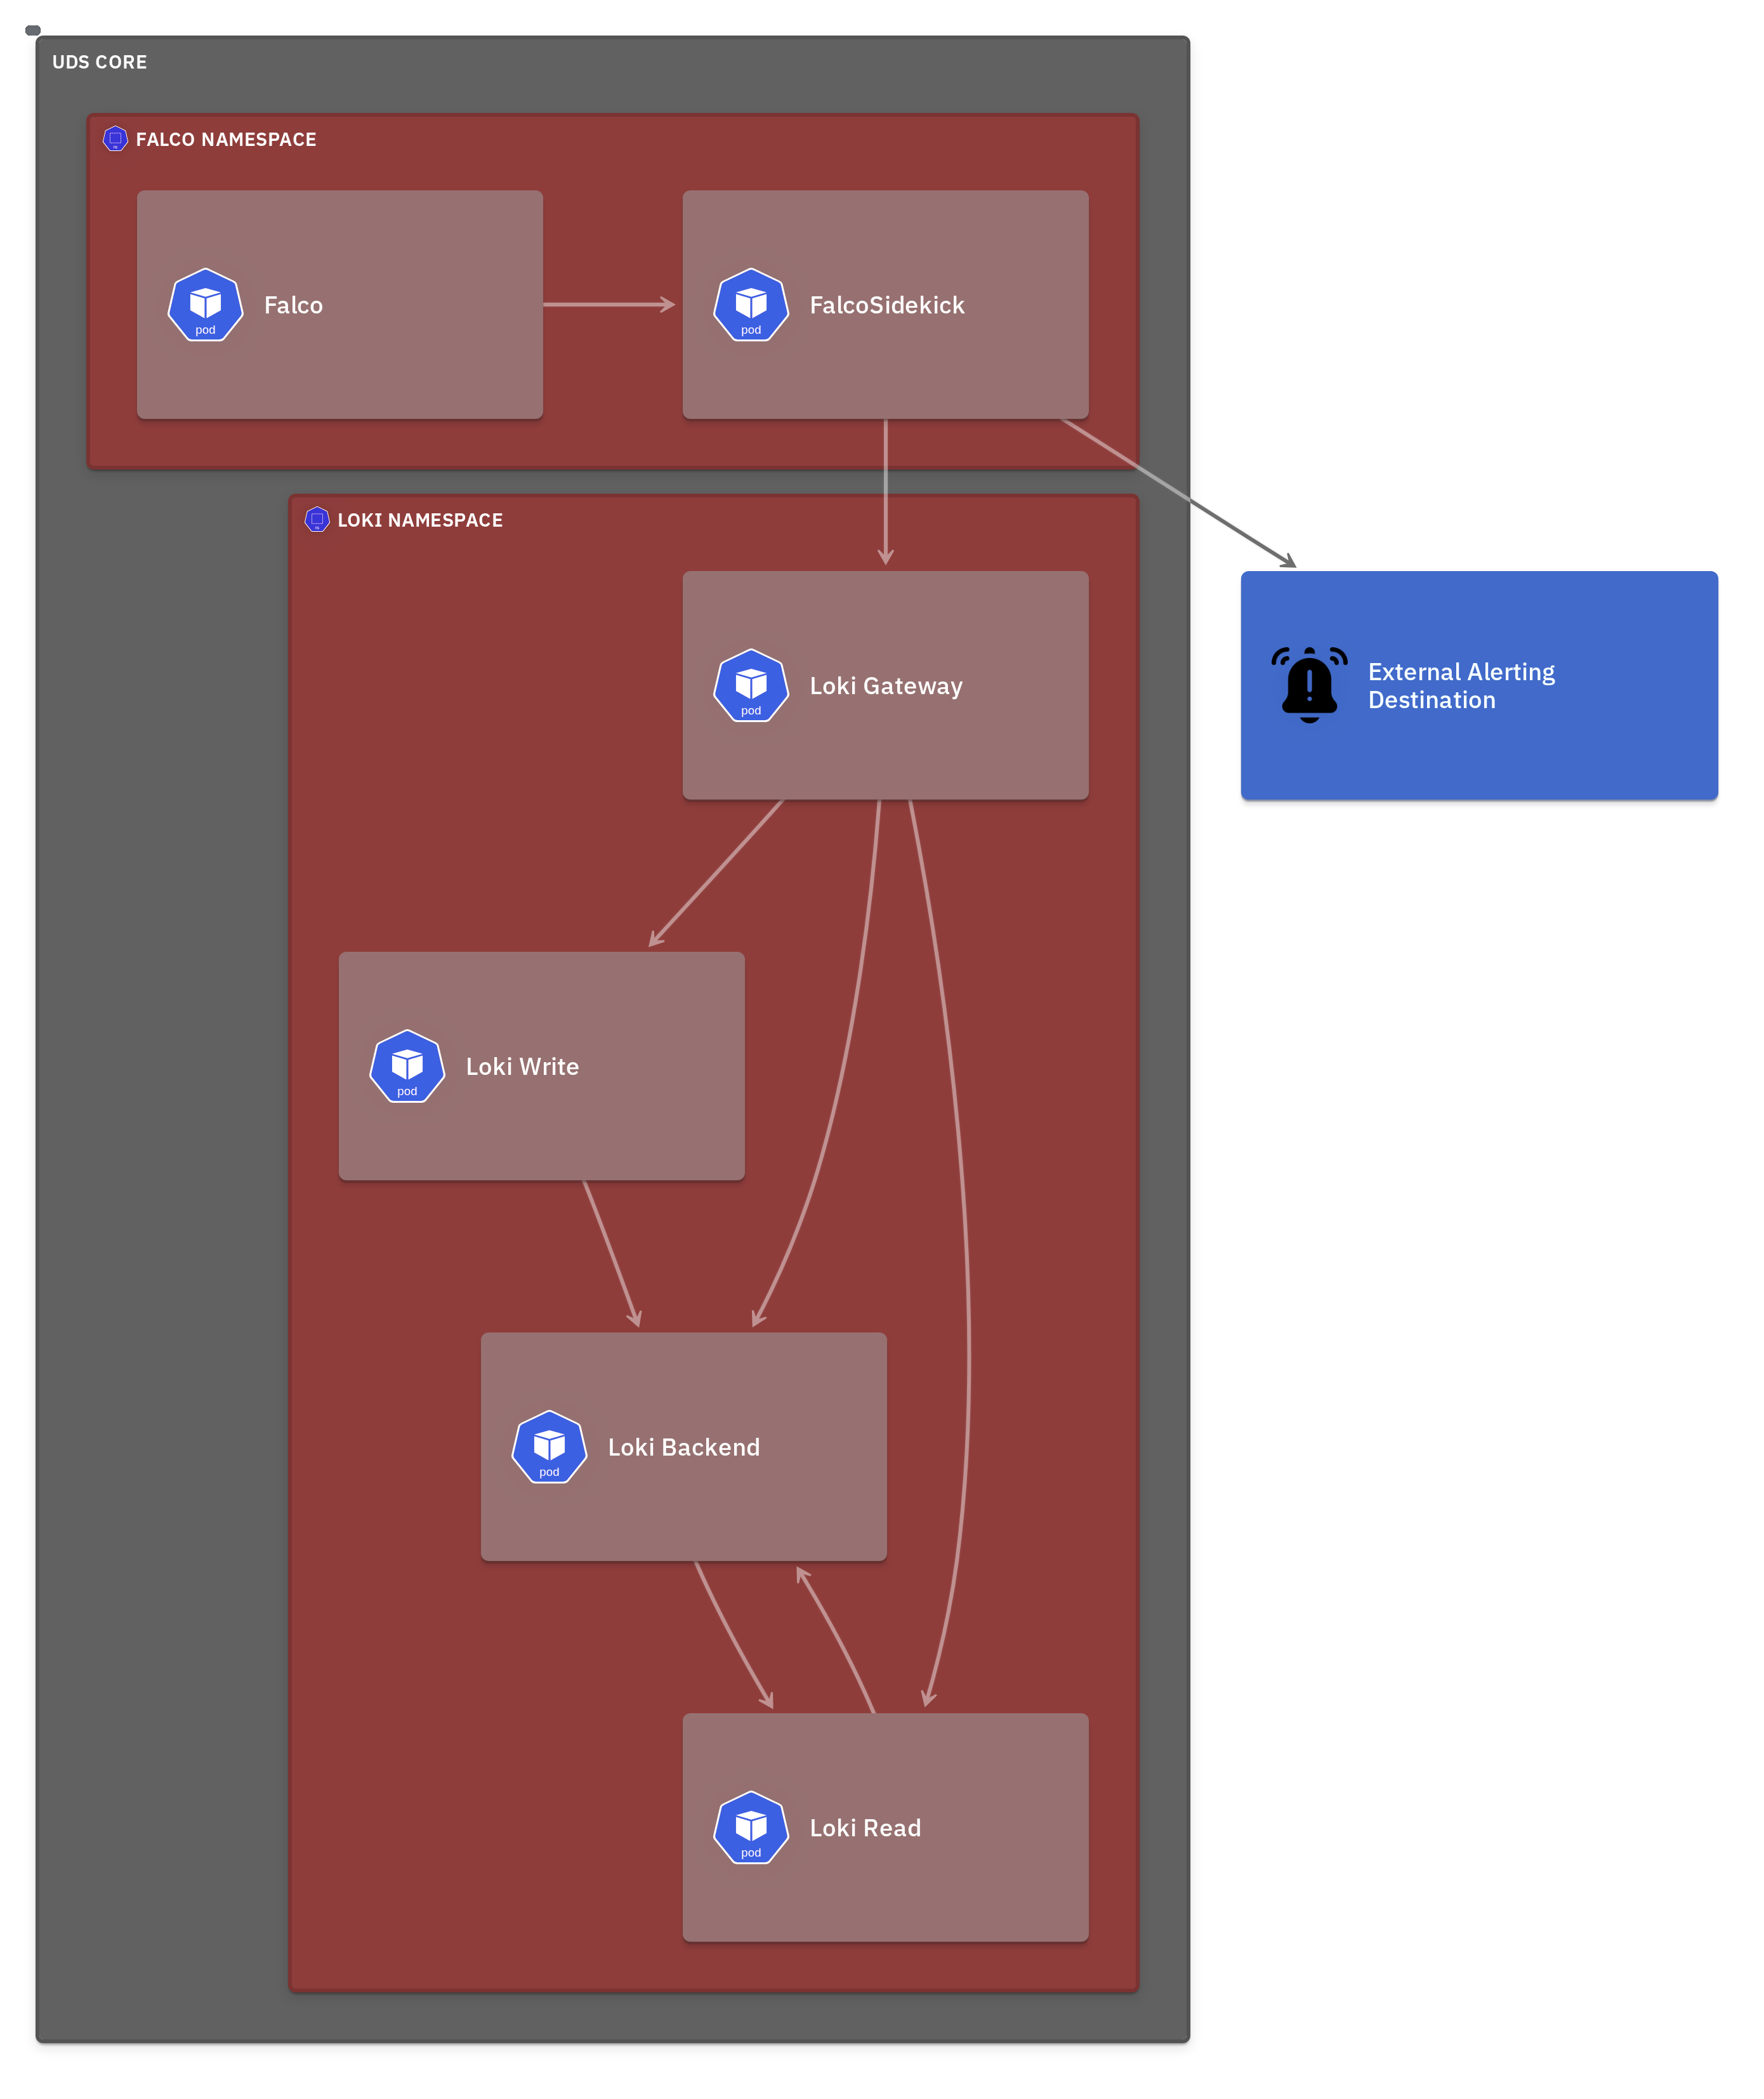 UDS CORE
FALCO NAMESPACE
pod
Falco
pod
FalcoSidekick
LOKI NAMESPACE
pod
Loki Gateway
External Alerting
Destination
pod
Loki Write
pod
Loki Backend
pod
Loki Read